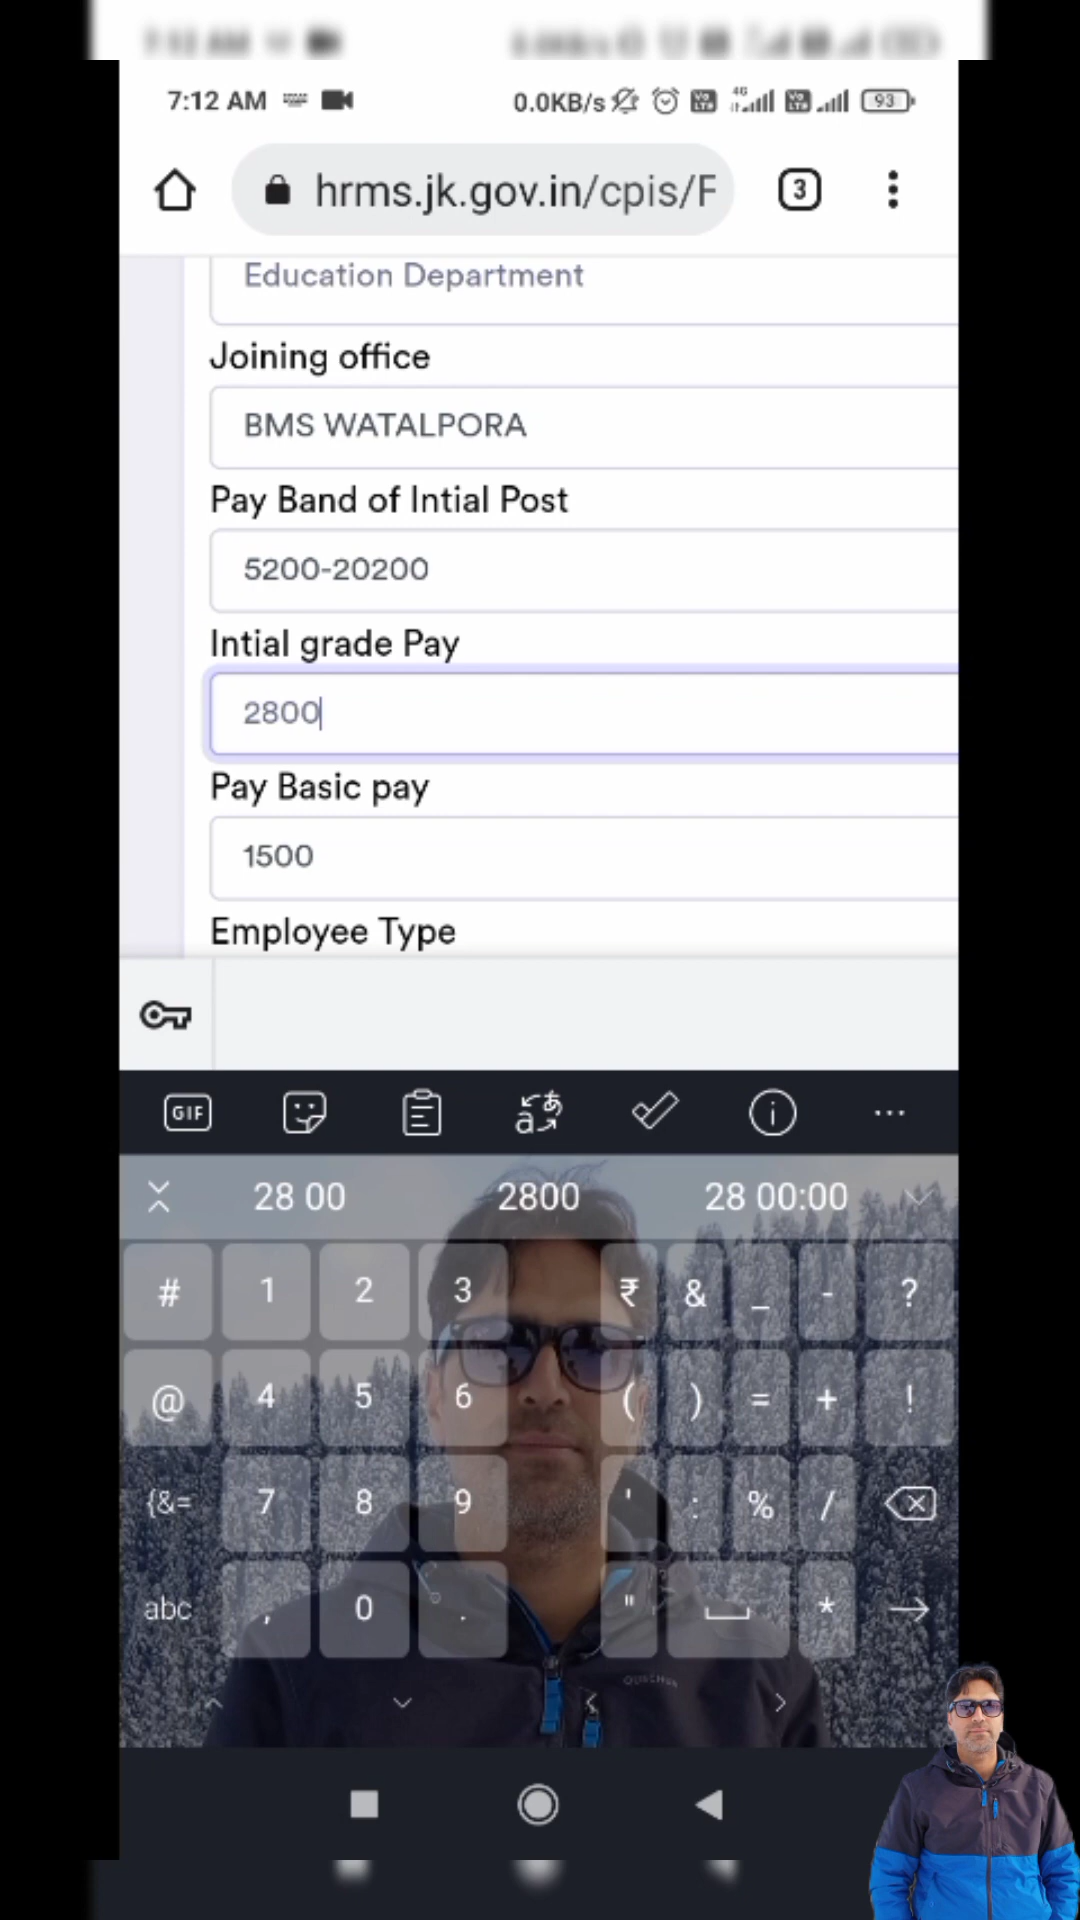 7:12 AM 0.0KB/s 4G 93
hrms.jk.gov.in/cpis/F 3
Education Department
Joining office
BMS WATALPORA
Pay Band of Intial Post
5200-20200
Intial grade Pay
2800
Pay Basic pay
1500
Employee Type
GIF
28 00 2800 28 00:00
# 1 2 3 ₹ & _ - ?
@ 4 5 6 ( ) = + !
{&= 7 8 9 ' : % /
abc , 0 . " *